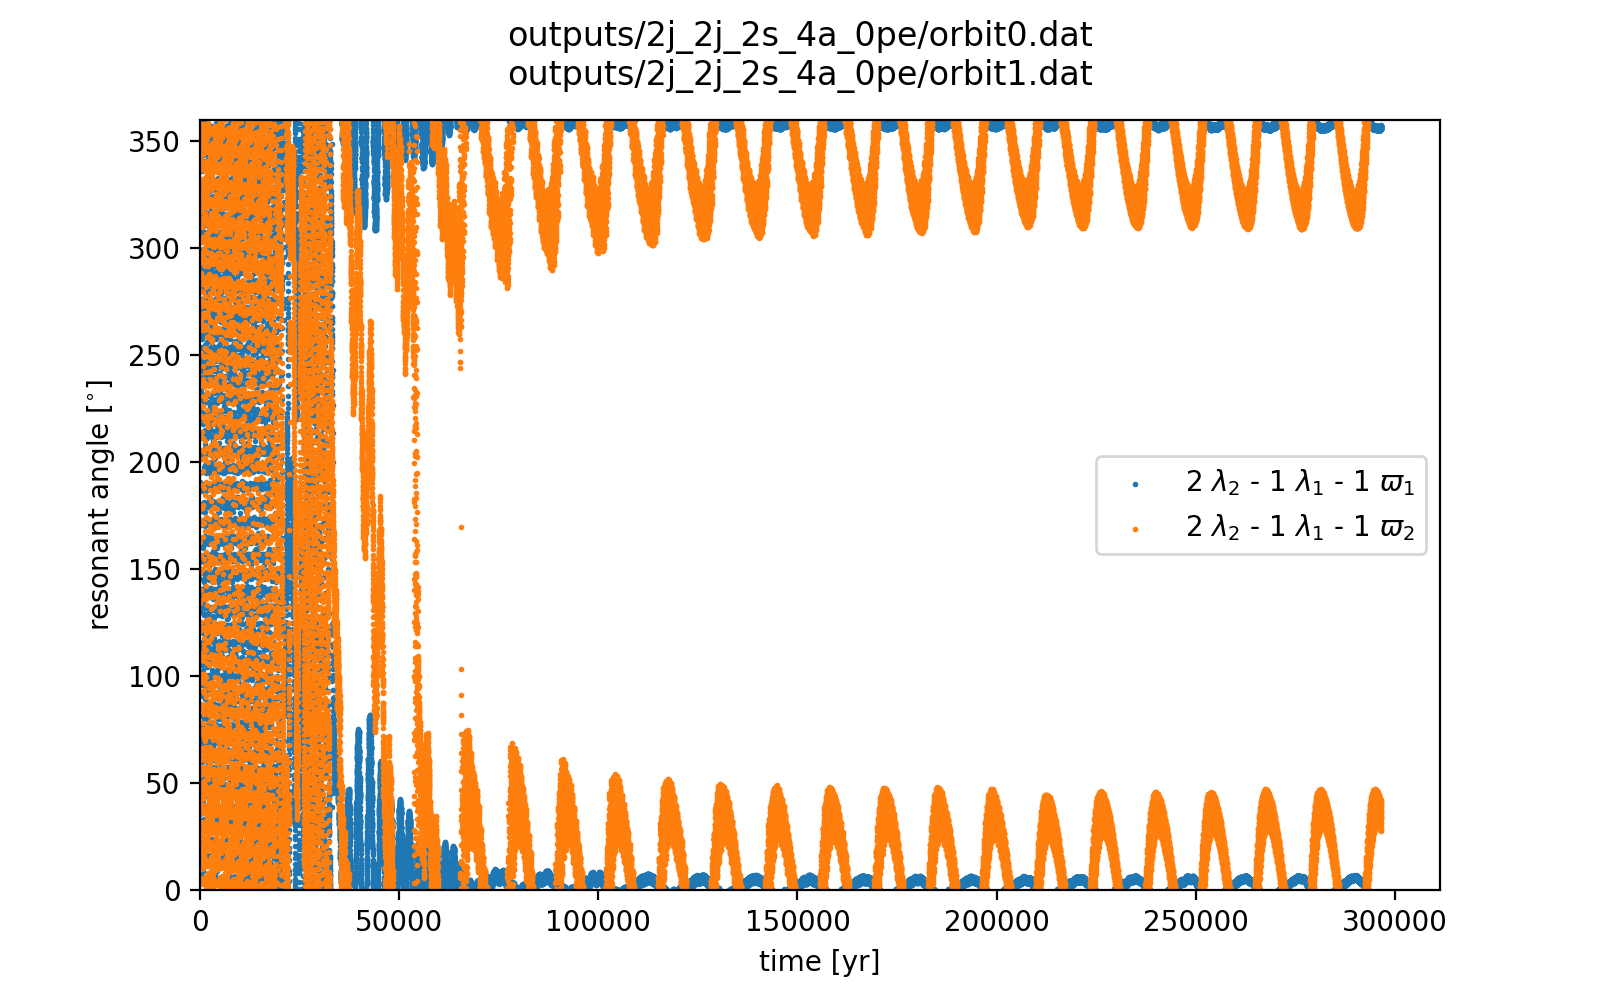 outputs/2j_2j_2s_4a_0pe/orbit0.dat
outputs/2j_2j_2s_4a_0pe/orbit1.dat
350
300
250
200
150
100
50
0
resonant angle [°]
2 λ₂ - 1 λ₁ - 1 ϖ₁
2 λ₂ - 1 λ₁ - 1 ϖ₂
0 50000 100000 150000 200000 250000 300000
time [yr]